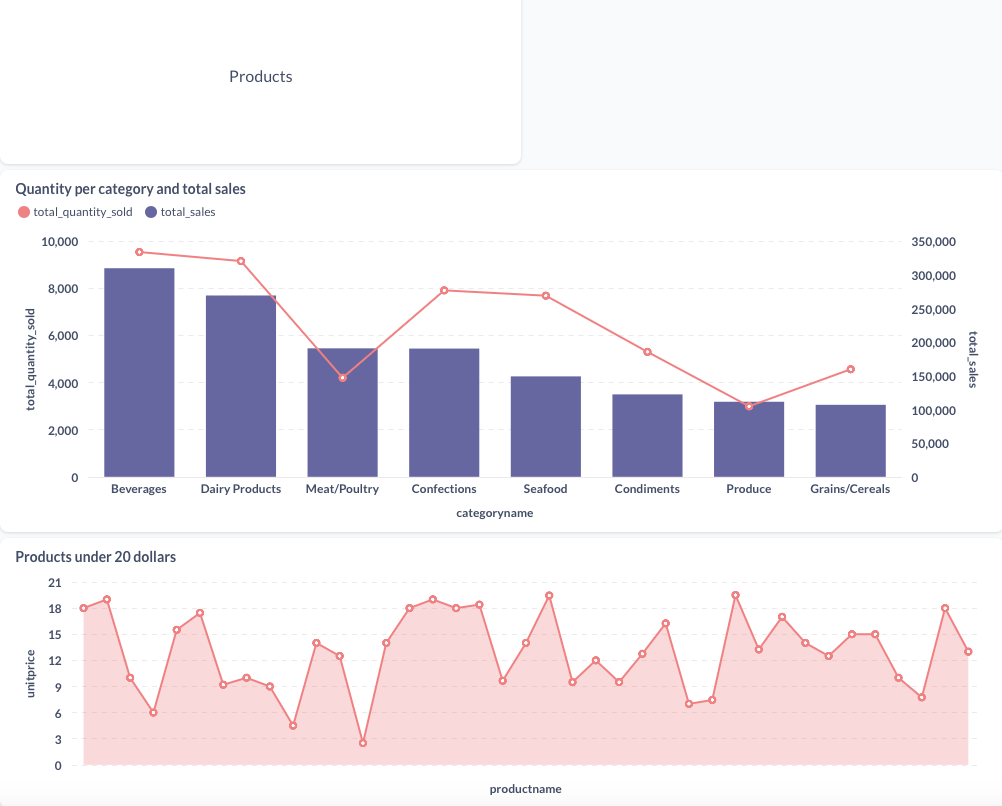 Products
Quantity per category and total sales
total_quantity_sold total_sales
10,000 350,000
300,000
8,000
250,000
6,000 200,000
4,000 150,000
100,000
2,000
50,000
0 0
total_quantity_sold
total_sales
Beverages Dairy Products Meat/Poultry Confections Seafood Condiments Produce Grains/Cereals
categoryname
Products under 20 dollars
21
18
15
12
9
6
3
0
unitprice
productname